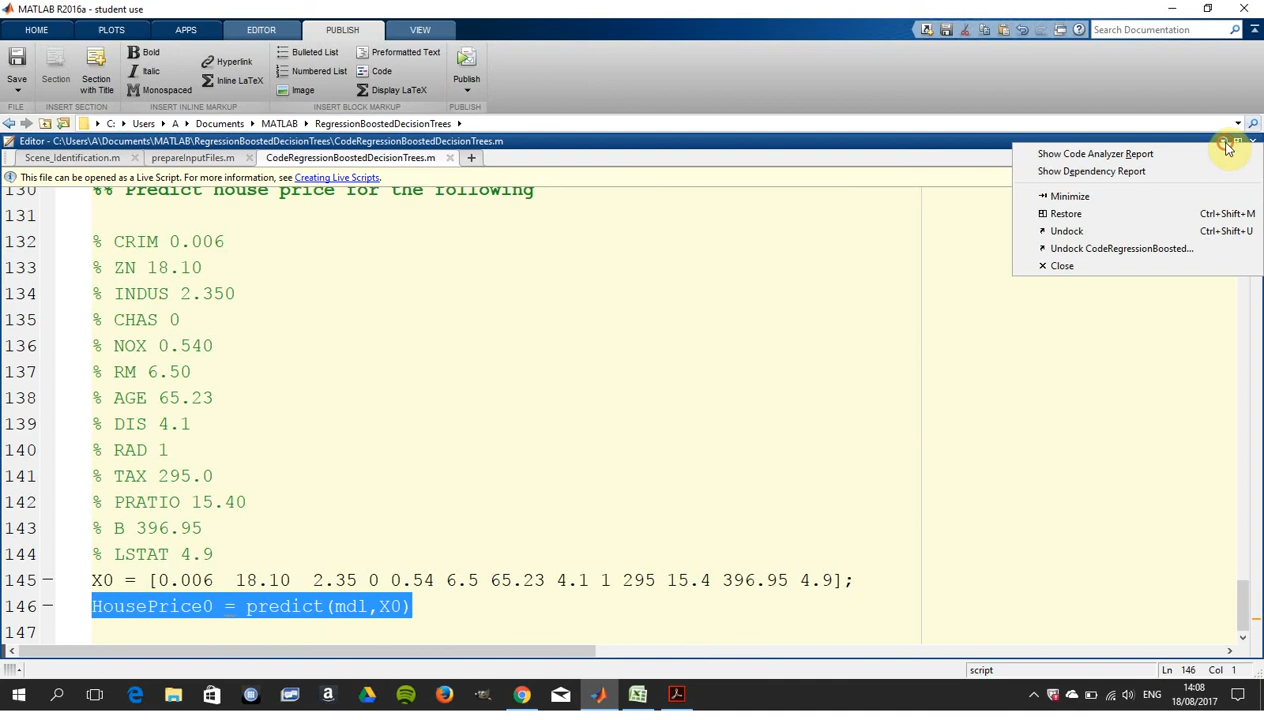 MATLAB R2016a - student use
HOME PLOTS APPS EDITOR PUBLISH VIEW
Search Documentation
Save
Section
Section with Title
Bold
Italic
Monospaced
Hyperlink
Inline LaTeX
Bulleted List
Numbered List
Image
Preformatted Text
Code
Display LaTeX
Publish
FILE INSERT SECTION INSERT INLINE MARKUP INSERT BLOCK MARKUP PUBLISH
C: Users A Documents MATLAB RegressionBoostedDecisionTrees
Editor - C:\Users\A\Documents\MATLAB\RegressionBoostedDecisionTrees\CodeRegressionBoostedDecisionTrees.m
Scene_Identification.m prepareInputFiles.m CodeRegressionBoostedDecisionTrees.m
This file can be opened as a Live Script. For more information, see Creating Live Scripts.
Show Code Analyzer Report
Show Dependency Report
Minimize
Restore Ctrl+Shift+M
Undock Ctrl+Shift+U
Undock CodeRegressionBoosted...
Close
130 %% Predict house price for the following
131
132 % CRIM 0.006
133 % ZN 18.10
134 % INDUS 2.350
135 % CHAS 0
136 % NOX 0.540
137 % RM 6.50
138 % AGE 65.23
139 % DIS 4.1
140 % RAD 1
141 % TAX 295.0
142 % PRATIO 15.40
143 % B 396.95
144 % LSTAT 4.9
145 X0 = [0.006 18.10 2.35 0 0.54 6.5 65.23 4.1 1 295 15.4 396.95 4.9];
146 HousePrice0 = predict(mdl,X0)
147
script Ln 146 Col 1
ENG 14:08
18/08/2017